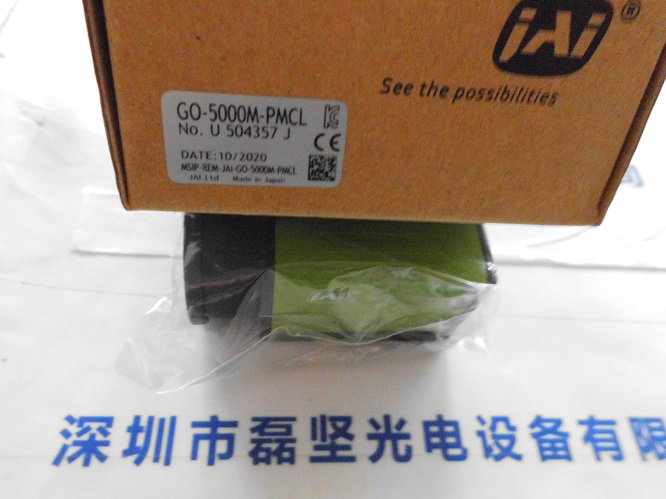 JAi ®
See the possibilities
GO-5000M-PMCL
No. U 504357 J
CE
DATE:10/2020
MSIP-REM-JAi-GO-5000M-PMCL
JAI.Ltd Made in Japan
JAi
司
深圳市磊坚光电设备有限